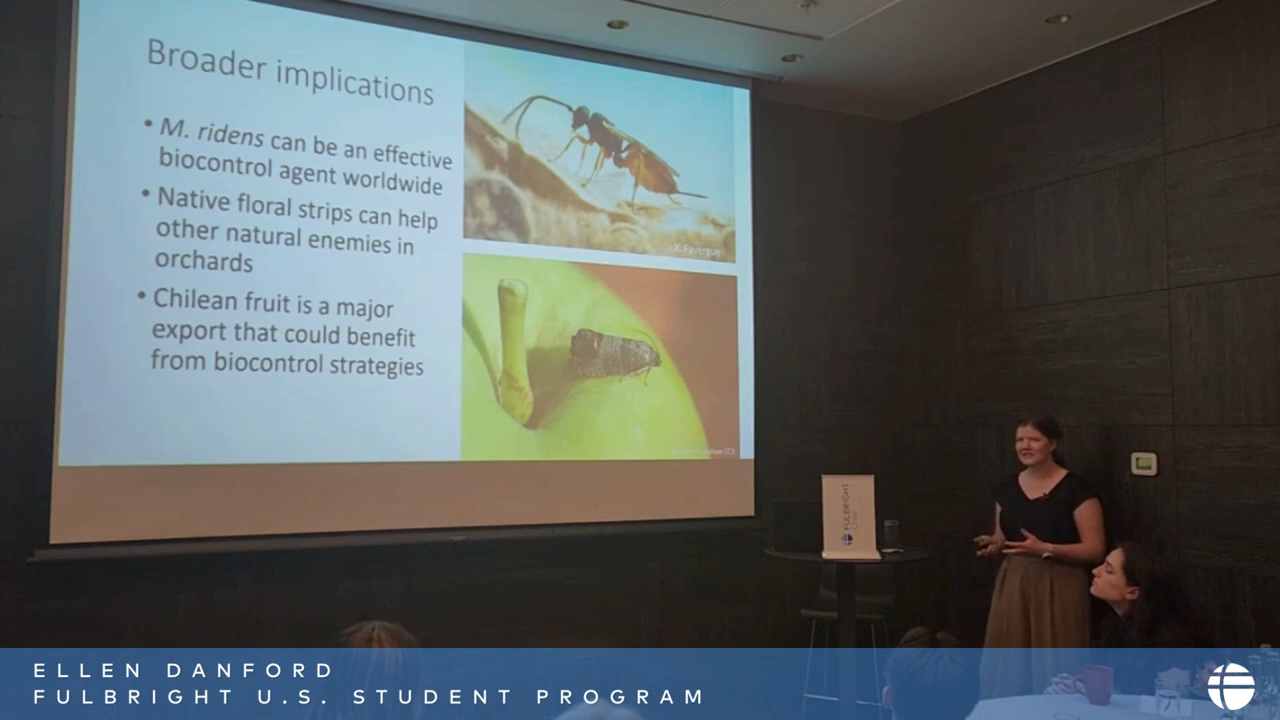 Broader implications
• M. ridens can be an effective
biocontrol agent worldwide
• Native floral strips can help
other natural enemies in
orchards
• Chilean fruit is a major
export that could benefit
from biocontrol strategies
FULBRIGHT
ELLEN DANFORD
FULBRIGHT U.S. STUDENT PROGRAM